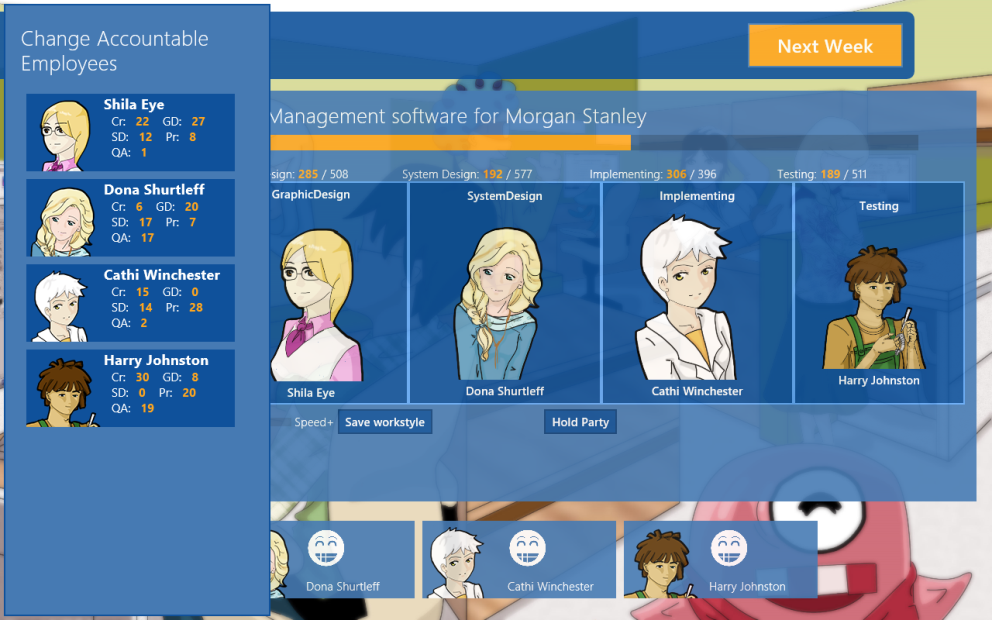 Change Accountable
Employees
Shila Eye
Cr: 22 GD: 27
SD: 12 Pr: 8
QA: 1
Dona Shurtleff
Cr: 6 GD: 20
SD: 17 Pr: 7
QA: 17
Cathi Winchester
Cr: 15 GD: 0
SD: 14 Pr: 28
QA: 2
Harry Johnston
Cr: 30 GD: 8
SD: 0 Pr: 20
QA: 19
Next Week
Management software for Morgan Stanley
sign: 285 / 508 System Design: 192 / 577 Implementing: 306 / 396 Testing: 189 / 511
GraphicDesign SystemDesign Implementing Testing
Shila Eye Dona Shurtleff Cathi Winchester Harry Johnston
Speed+ Save workstyle Hold Party
Dona Shurtleff Cathi Winchester Harry Johnston